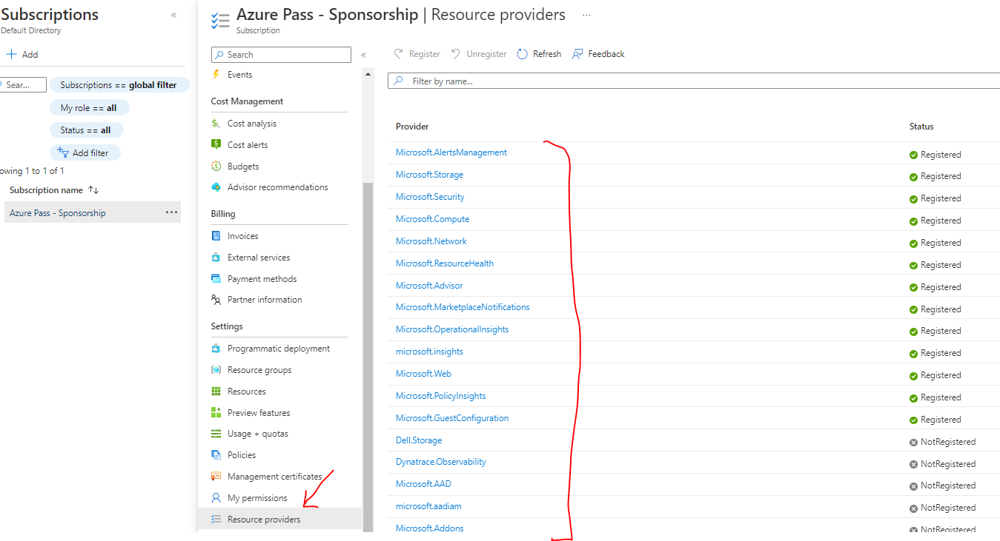 Subscriptions
«
Default Directory
Add
Sear...
Subscriptions == global filter
My role == all
Status == all
Add filter
owing 1 to 1 of 1
Subscription name ↑↓
Azure Pass - Sponsorship ...
Azure Pass - Sponsorship | Resource providers ...
Subscription
Search
«
Events
Cost Management
Cost analysis
Cost alerts
Budgets
Advisor recommendations
Billing
Invoices
External services
Payment methods
Partner information
Settings
Programmatic deployment
Resource groups
Resources
Preview features
Usage + quotas
Policies
Management certificates
My permissions
Resource providers
Register Unregister Refresh Feedback
Filter by name...
Provider Status
Microsoft.AlertsManagement Registered
Microsoft.Storage Registered
Microsoft.Security Registered
Microsoft.Compute Registered
Microsoft.Network Registered
Microsoft.ResourceHealth Registered
Microsoft.Advisor Registered
Microsoft.MarketplaceNotifications Registered
Microsoft.OperationalInsights Registered
microsoft.insights Registered
Microsoft.Web Registered
Microsoft.PolicyInsights Registered
Microsoft.GuestConfiguration Registered
Dell.Storage NotRegistered
Dynatrace.Observability NotRegistered
Microsoft.AAD NotRegistered
microsoft.aadiam NotRegistered
Microsoft.Addons NotRegistered